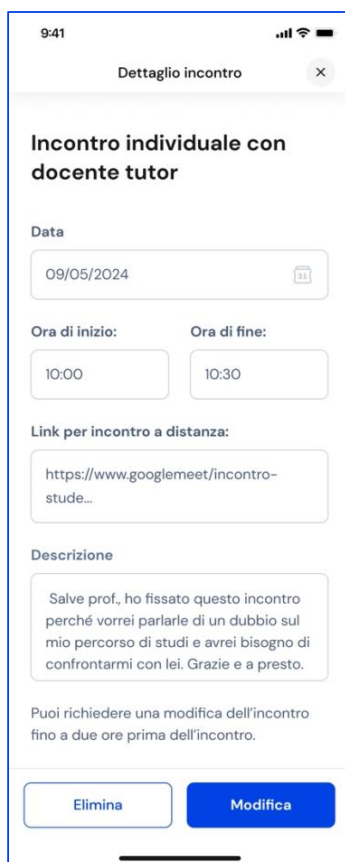 9:41
Dettaglio incontro
Incontro individuale con
docente tutor
Data
09/05/2024
31
Ora di inizio: Ora di fine:
10:00 10:30
Link per incontro a distanza:
https://www.googlemeet/incontro-
stude...
Descrizione
Salve prof., ho fissato questo incontro
perché vorrei parlarle di un dubbio sul
mio percorso di studi e avrei bisogno di
confrontarmi con lei. Grazie e a presto.
Puoi richiedere una modifica dell'incontro
fino a due ore prima dell'incontro.
Elimina Modifica